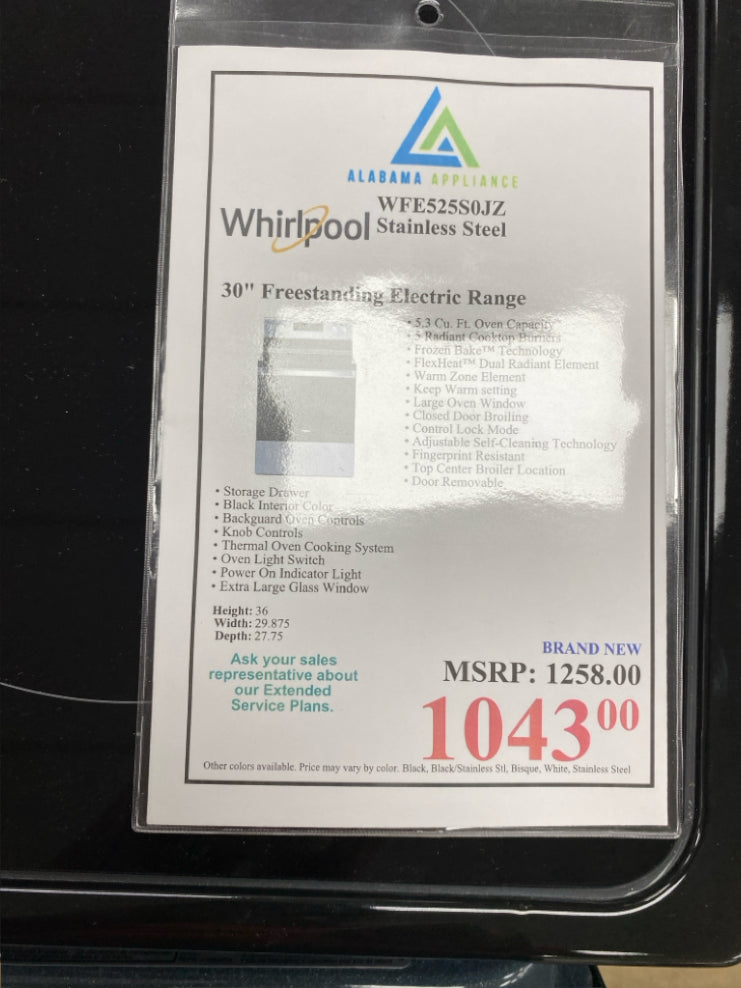 ALABAMA APPLIANCE
WFE525S0JZ
Whirlpool Stainless Steel
30" Freestanding Electric Range
• 5.3 Cu. Ft. Oven Capacity
• 5 Radiant Cooktop Burners
• Frozen Bake™ Technology
• FlexHeat™ Dual Radiant Element
• Warm Zone Element
• Keep Warm setting
• Large Oven Window
• Closed Door Broiling
• Control Lock Mode
• Adjustable Self-Cleaning Technology
• Fingerprint Resistant
• Top Center Broiler Location
• Door Removable
• Storage Drawer
• Black Interior Color
• Backguard Oven Controls
• Knob Controls
• Thermal Oven Cooking System
• Oven Light Switch
• Power On Indicator Light
• Extra Large Glass Window
Height: 36
Width: 29.875
Depth: 27.75
Ask your sales
representative about
our Extended
Service Plans.
BRAND NEW
MSRP: 1258.00
1043 00
Other colors available. Price may vary by color. Black, Black/Stainless Stl, Bisque, White, Stainless Steel